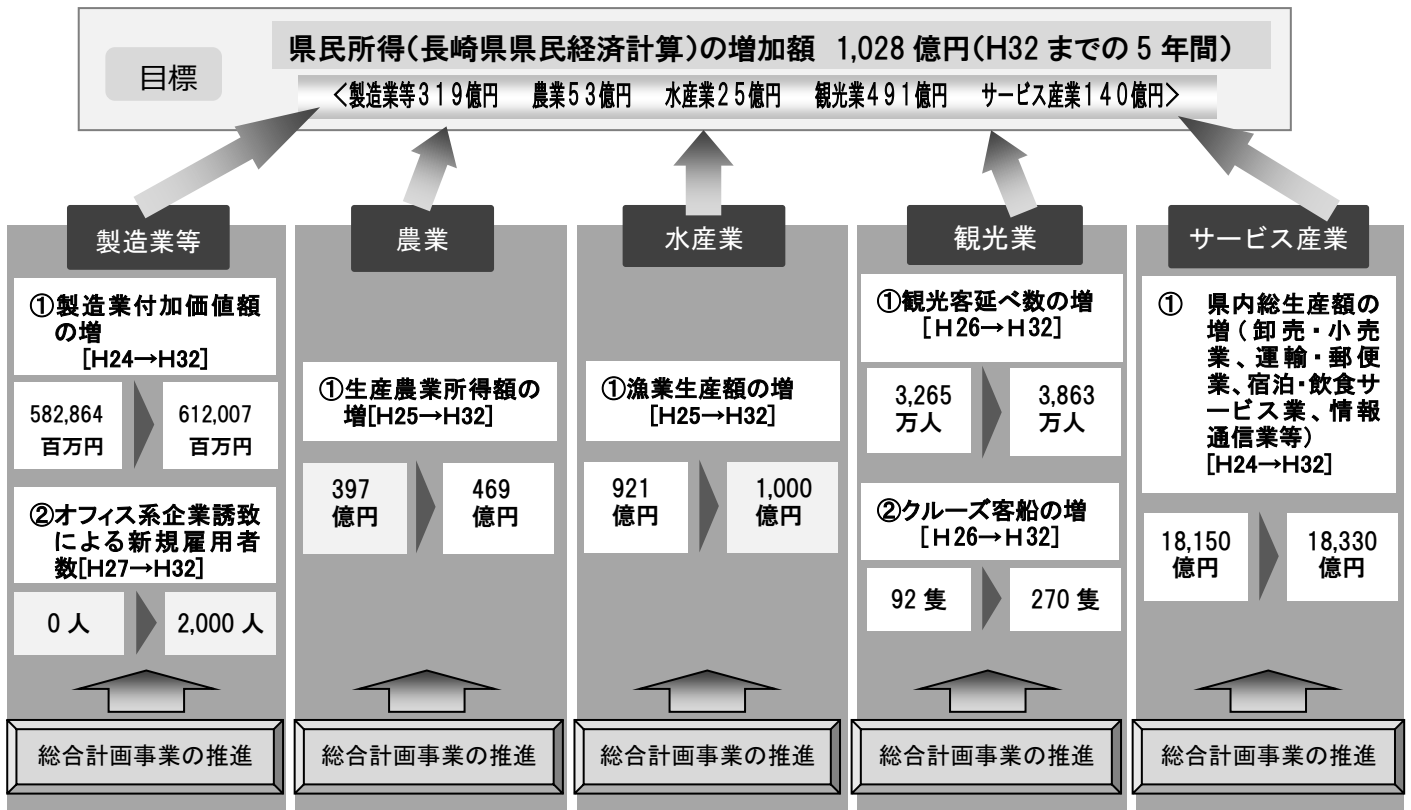 目標
県民所得(長崎県県民経済計算)の増加額 1,028 億円(H32 までの 5 年間)
<製造業等319億円 農業53億円 水産業25億円 観光業491億円 サービス産業140億円>
製造業等
①製造業付加価値額
の増
[H24→H32]
582,864
百万円
612,007
百万円
②オフィス系企業誘致
による新規雇用者
数[H27→H32]
0 人
2,000 人
総合計画事業の推進
農業
①生産農業所得額の
増[H25→H32]
397
億円
469
億円
総合計画事業の推進
水産業
①漁業生産額の増
[H25→H32]
921
億円
1,000
億円
総合計画事業の推進
観光業
①観光客延べ数の増
[H26→H32]
3,265
万人
3,863
万人
②クルーズ客船の増
[H26→H32]
92 隻
270 隻
総合計画事業の推進
サービス産業
① 県内総生産額の
増(卸売・小売
業、運輸・郵便
業、宿泊・飲食サ
ービス業、情報
通信業等)
[H24→H32]
18,150
億円
18,330
億円
総合計画事業の推進